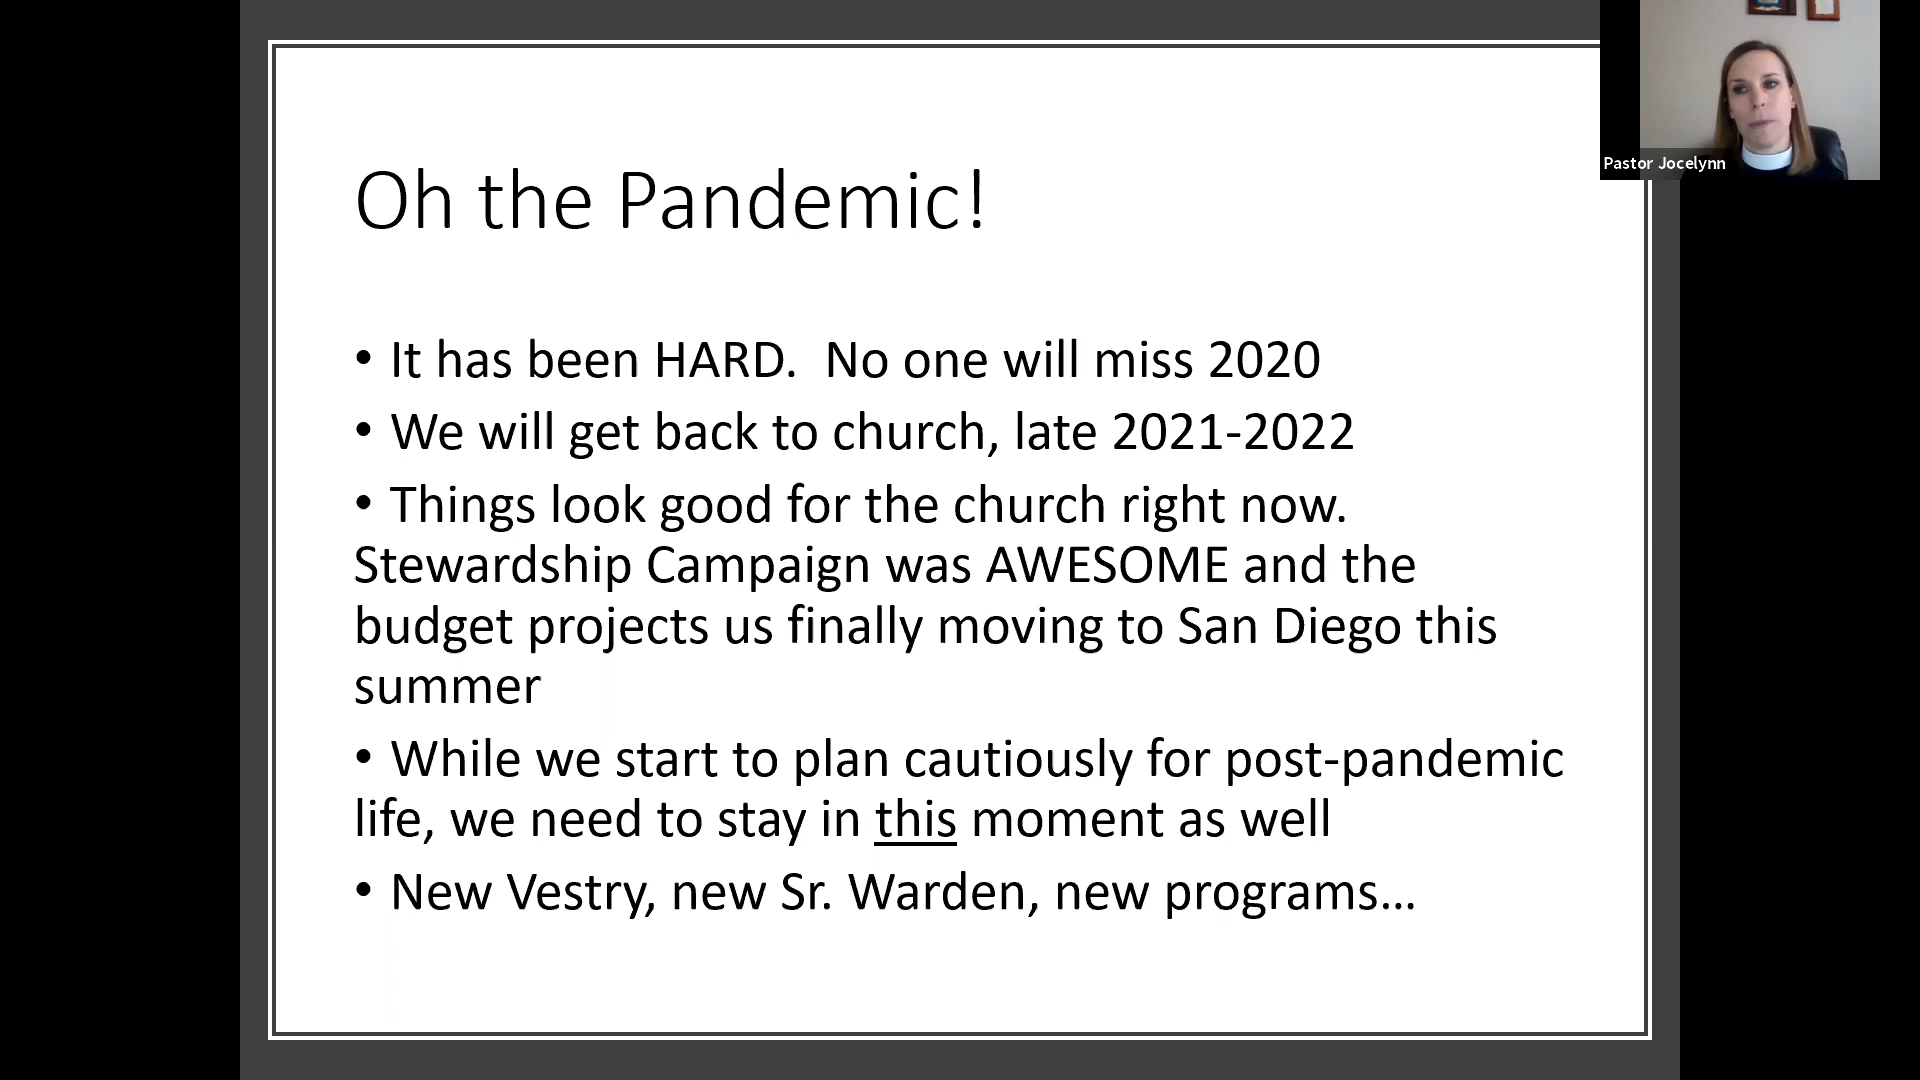 Oh the Pandemic!
• It has been HARD.  No one will miss 2020
• We will get back to church, late 2021-2022
• Things look good for the church right now.
Stewardship Campaign was AWESOME and the
budget projects us finally moving to San Diego this
summer
• While we start to plan cautiously for post-pandemic
life, we need to stay in this moment as well
• New Vestry, new Sr. Warden, new programs…
Pastor Jocelynn